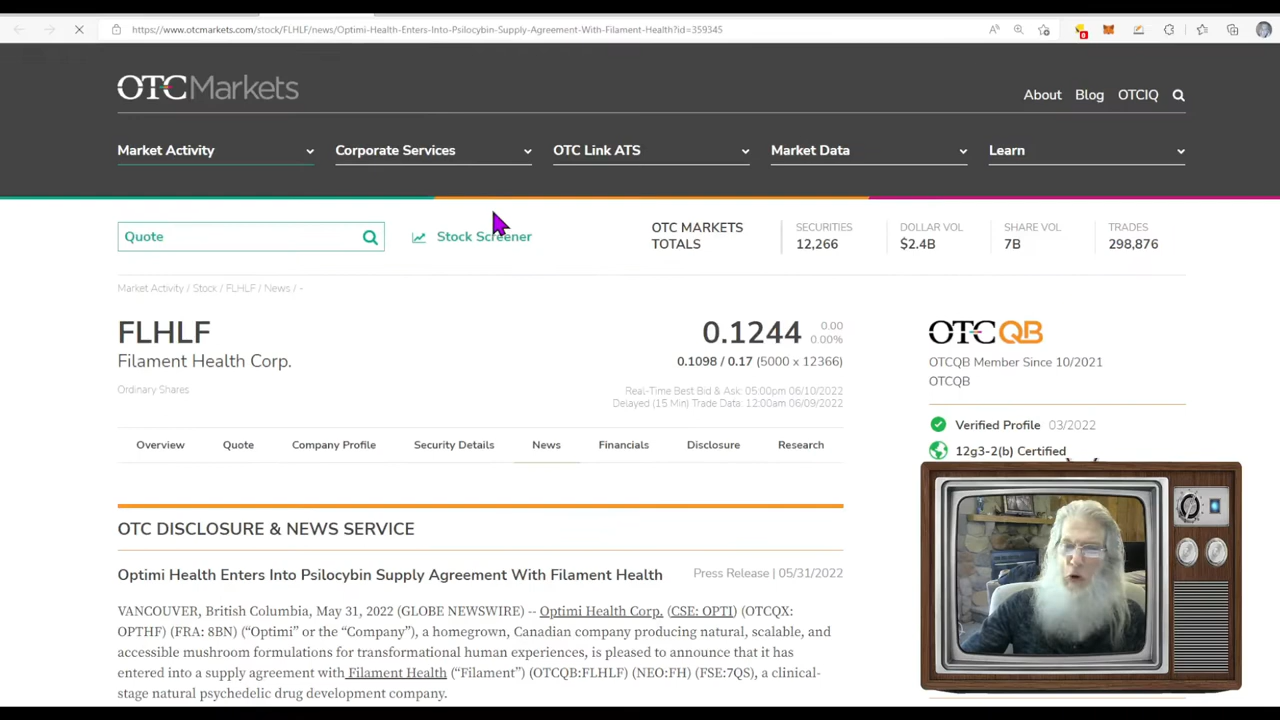 https://www.otcmarkets.com/stock/FLHLF/news/Optimi-Health-Enters-Into-Psilocybin-Supply-Agreement-With-Filament-Health?id=359345
OTCMarkets
About Blog OTCIQ
Market Activity Corporate Services OTC Link ATS Market Data Learn
Quote
Stock Screener
OTC MARKETS
TOTALS
SECURITIES
12,266
DOLLAR VOL
$2.4B
SHARE VOL
7B
TRADES
298,876
Market Activity / Stock / FLHLF / News / -
FLHLF
Filament Health Corp.
Ordinary Shares
0.1244
0.00
0.00%
0.1098 / 0.17 (5000 x 12366)
Real-Time Best Bid & Ask: 05:00pm 06/10/2022
Delayed (15 Min) Trade Data: 12:00am 06/09/2022
OTCQB
OTCQB Member Since 10/2021
OTCQB
Verified Profile 03/2022
12g3-2(b) Certified
Overview Quote Company Profile Security Details News Financials Disclosure Research
OTC DISCLOSURE & NEWS SERVICE
Optimi Health Enters Into Psilocybin Supply Agreement With Filament Health
Press Release | 05/31/2022
VANCOUVER, British Columbia, May 31, 2022 (GLOBE NEWSWIRE) -- Optimi Health Corp. (CSE: OPTI) (OTCQX:
OPTHF) (FRA: 8BN) (“Optimi” or the “Company”), a homegrown, Canadian company producing natural, scalable, and
accessible mushroom formulations for transformational human experiences, is pleased to announce that it has
entered into a supply agreement with Filament Health (“Filament”) (OTCQB:FLHLF) (NEO:FH) (FSE:7QS), a clinical-
stage natural psychedelic drug development company.